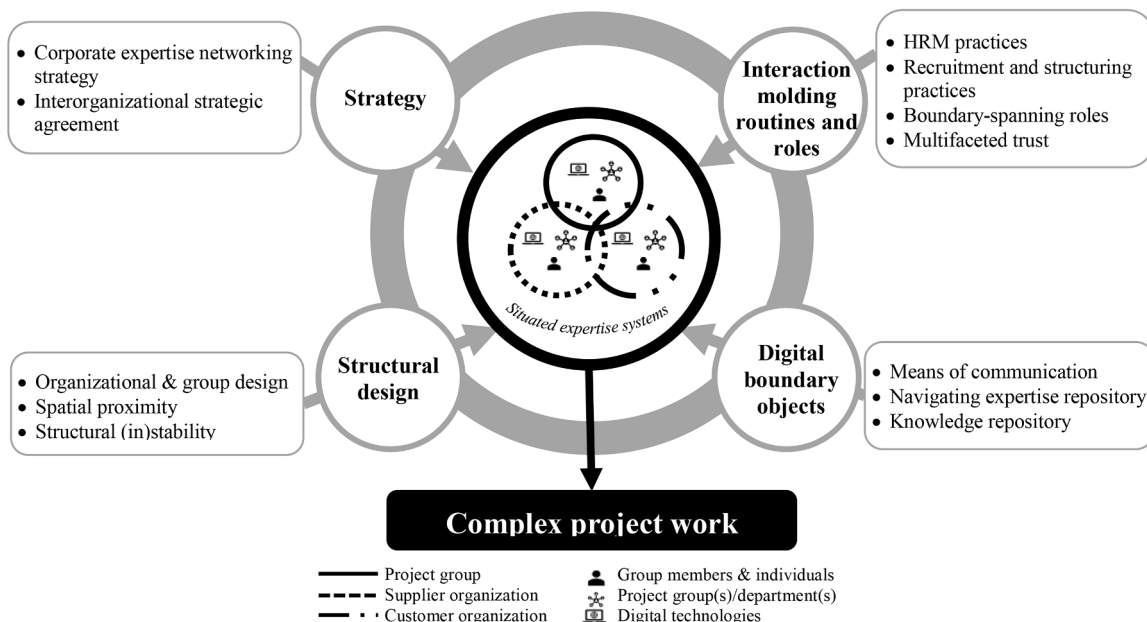 • Corporate expertise networking
strategy
• Interorganizational strategic
agreement
Strategy
Interaction
molding
routines and
roles
• HRM practices
• Recruitment and structuring
practices
• Boundary-spanning roles
• Multifaceted trust
Situated expertise systems
• Organizational & group design
• Spatial proximity
• Structural (in)stability
Structural
design
Digital
boundary
objects
• Means of communication
• Navigating expertise repository
• Knowledge repository
Complex project work
Project group
Supplier organization
Customer organization
Group members & individuals
Project group(s)/department(s)
Digital technologies